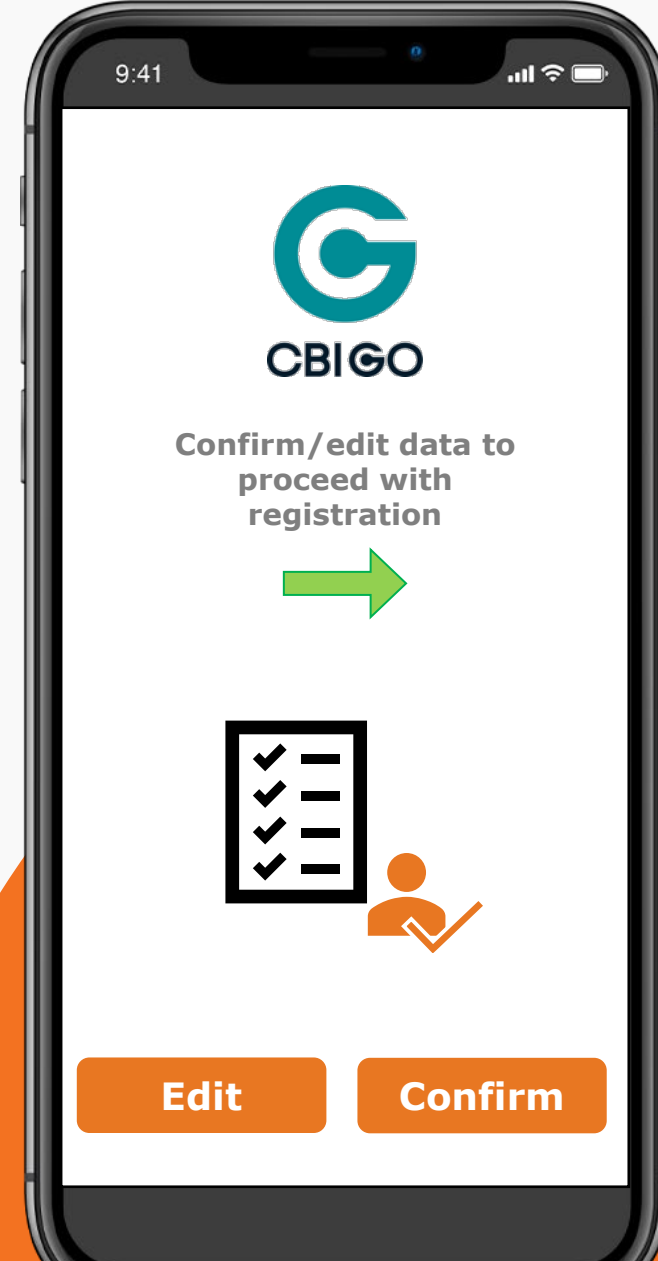 9:41
CBIGO
Confirm/edit data to
proceed with
registration
Edit
Confirm